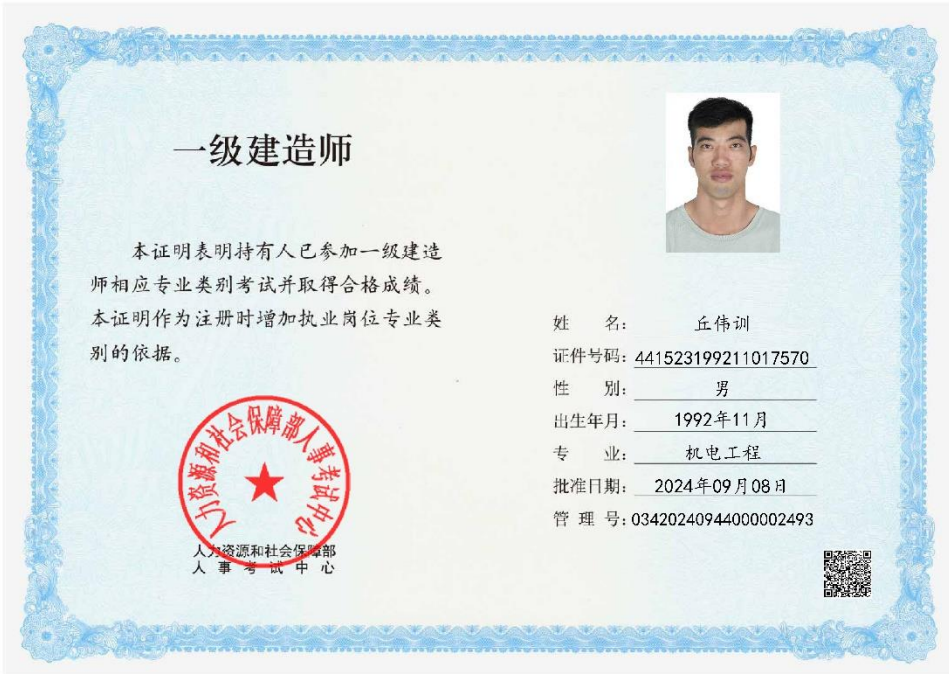 一级建造师
本证明表明持有人已参加一级建造
师相应专业类别考试并取得合格成绩。
本证明作为注册时增加执业岗位专业类
别的依据。
人力资源和社会保障部人事考试中心
人力资源和社会保障部
人事考试中心
姓 名: 丘伟训
证件号码: 441523199211017570
性 别: 男
出生年月: 1992年11月
专 业: 机电工程
批准日期: 2024年09月08日
管 理 号: 03420240944000002493